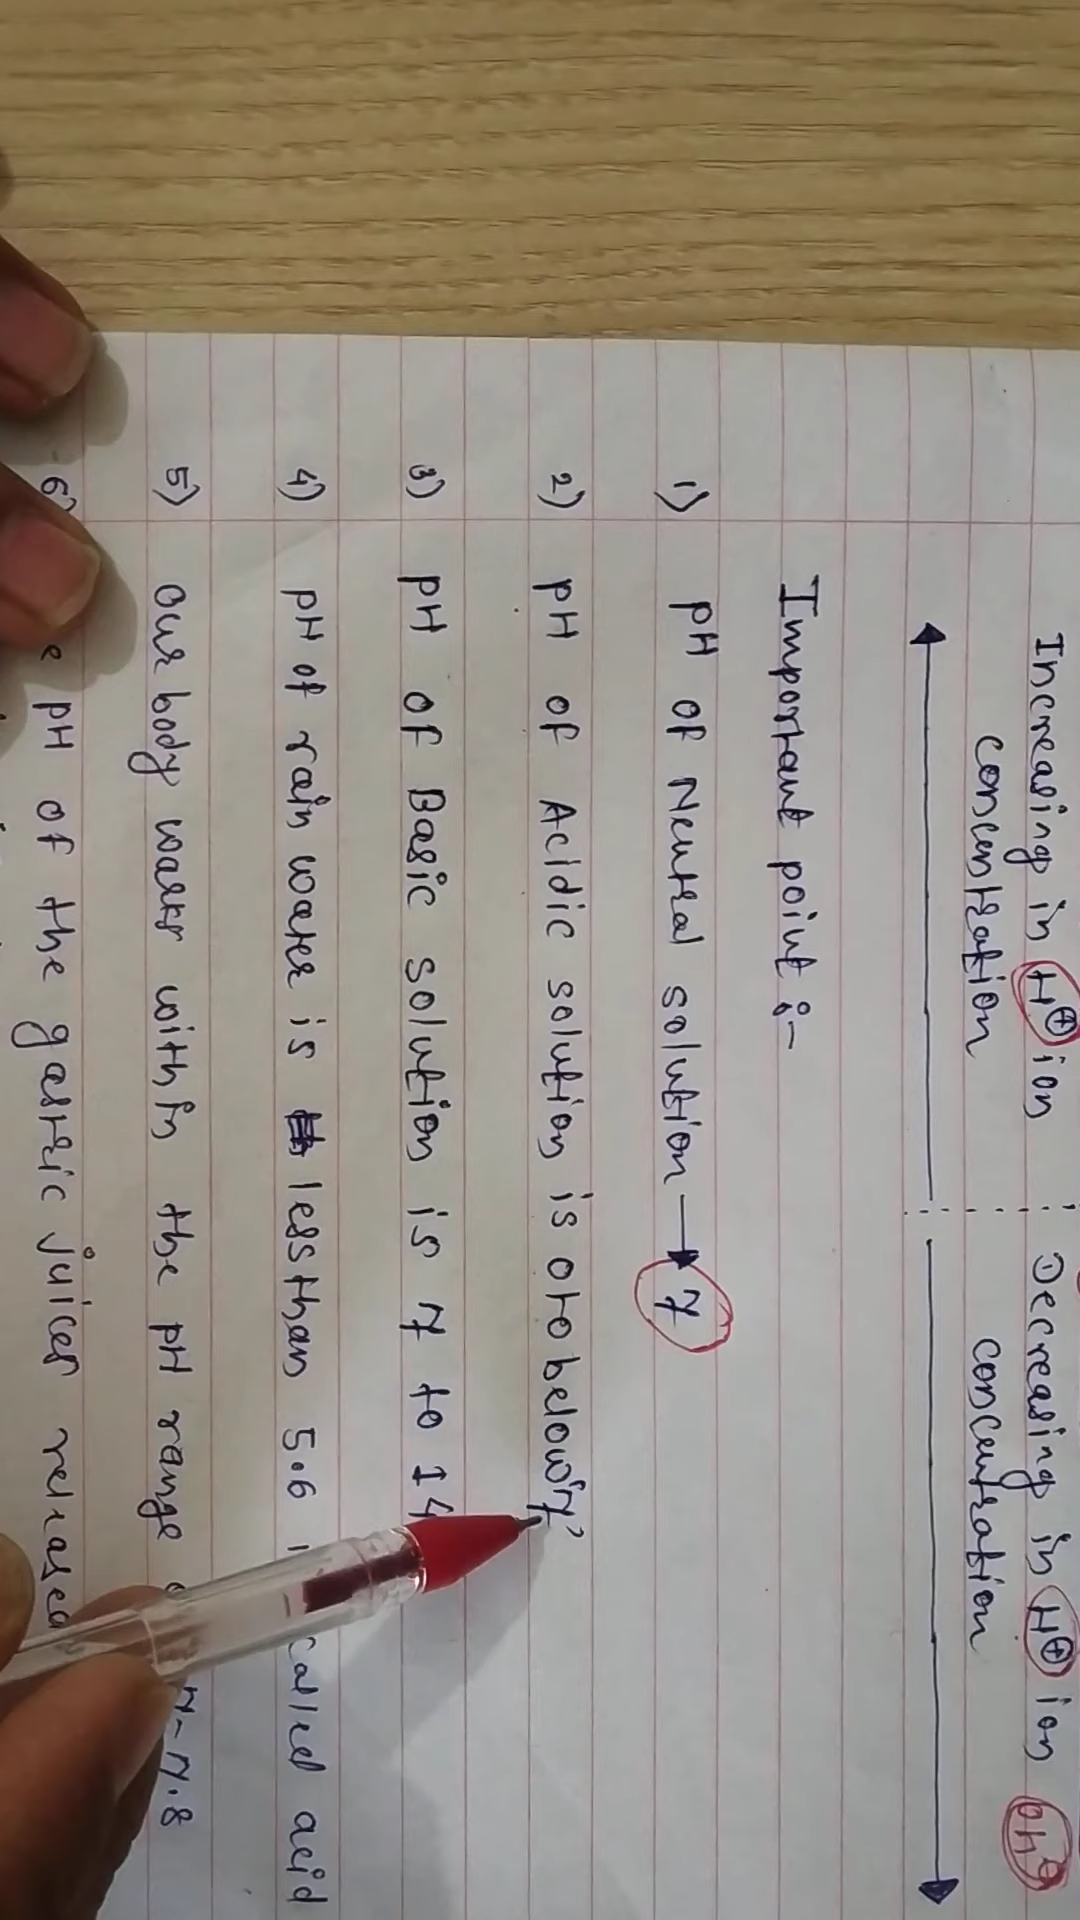 Increasing in H⊕ ion Decreasing in H⊕ ion OH⊖
concentration concentration
Important point :-
1) pH of Neutral solution → 7
2) pH of Acidic solution is 0 to below '7'
3) pH of Basic solution is 7 to 14
4) pH of rain water is less than 5.6 called acid
5) Our body works within the pH range 7-7.8
6) pH of the gastric juices released